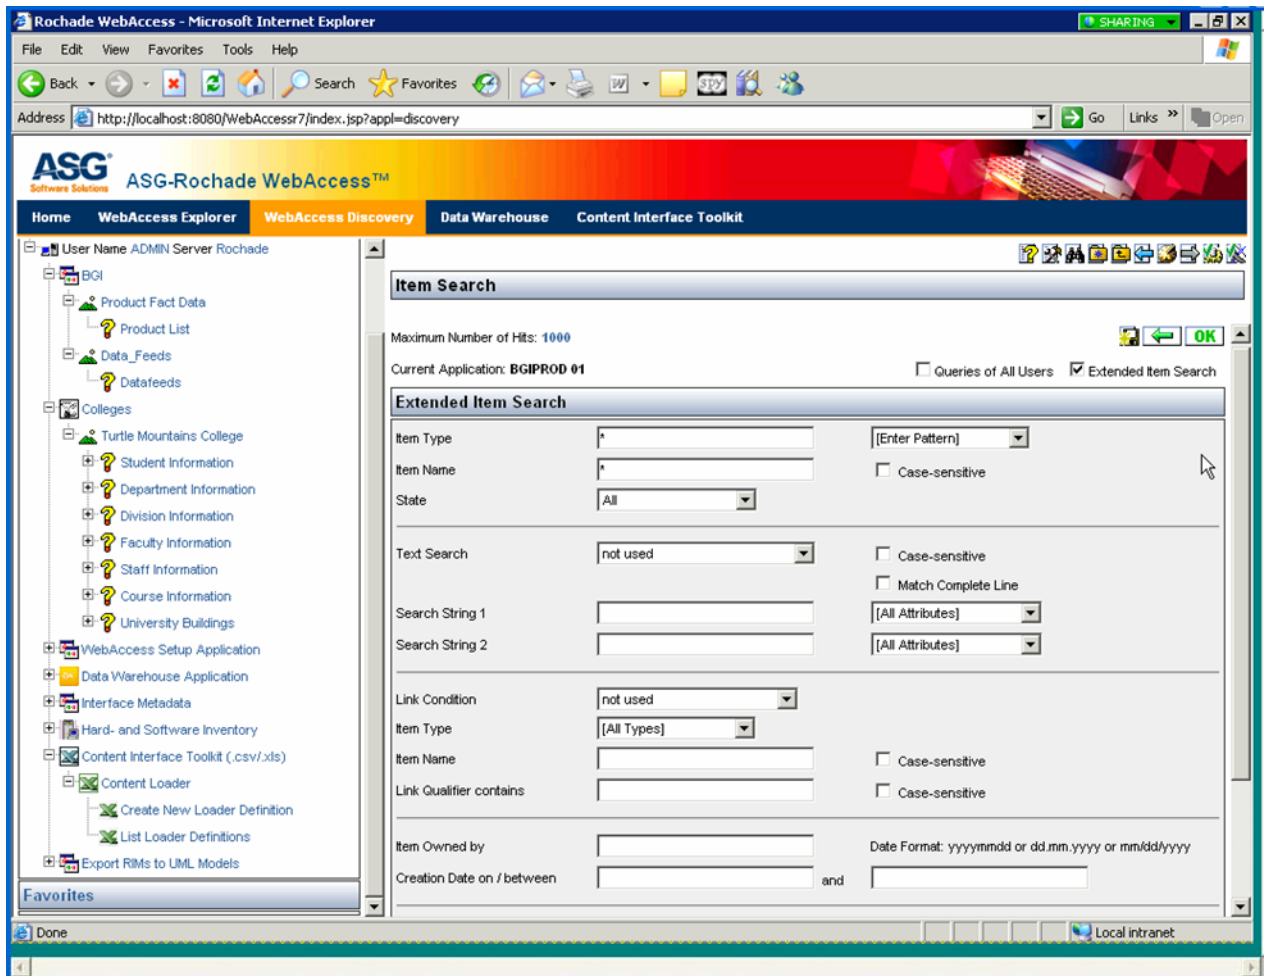 Rochade WebAccess - Microsoft Internet Explorer
SHARING
File Edit View Favorites Tools Help
Back Search Favorites
Address http://localhost:8080/WebAccessr7/index.jsp?appl=discovery Go Links » Open
ASG
Software Solutions
ASG-Rochade WebAccess™
Home WebAccess Explorer WebAccess Discovery Data Warehouse Content Interface Toolkit
User Name ADMIN Server Rochade
BGI
Product Fact Data
Product List
Data_Feeds
Datafeeds
Colleges
Turtle Mountains College
Student Information
Department Information
Division Information
Faculty Information
Staff Information
Course Information
University Buildings
WebAccess Setup Application
Data Warehouse Application
Interface Metadata
Hard- and Software Inventory
Content Interface Toolkit (.csv/.xls)
Content Loader
Create New Loader Definition
List Loader Definitions
Export RIMs to UML Models
Favorites
Item Search
Maximum Number of Hits: 1000
OK
Current Application: BGIPROD 01
Queries of All Users Extended Item Search
Extended Item Search
Item Type * [Enter Pattern]
Item Name * Case-sensitive
State All
Text Search not used Case-sensitive
Match Complete Line
Search String 1 [All Attributes]
Search String 2 [All Attributes]
Link Condition not used
Item Type [All Types]
Item Name Case-sensitive
Link Qualifier contains Case-sensitive
Item Owned by Date Format: yyyymmdd or dd.mm.yyyy or mm/dd/yyyy
Creation Date on / between and
Done Local intranet